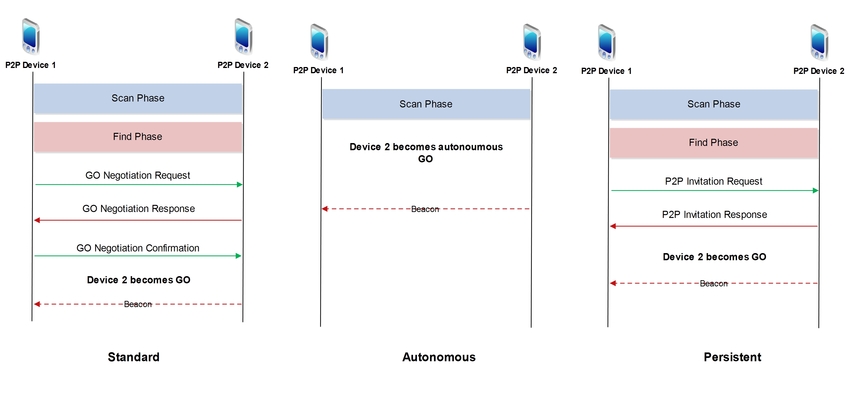 P2P Device 1
P2P Device 2
Scan Phase
Find Phase
GO Negotiation Request
GO Negotiation Response
GO Negotiation Confirmation
Device 2 becomes GO
Beacon
Standard
P2P Device 1
P2P Device 2
Scan Phase
Device 2 becomes autonoumous
GO
Beacon
Autonomous
P2P Device 1
P2P Device 2
Scan Phase
Find Phase
P2P Invitation Request
P2P Invitation Response
Device 2 becomes GO
Beacon
Persistent